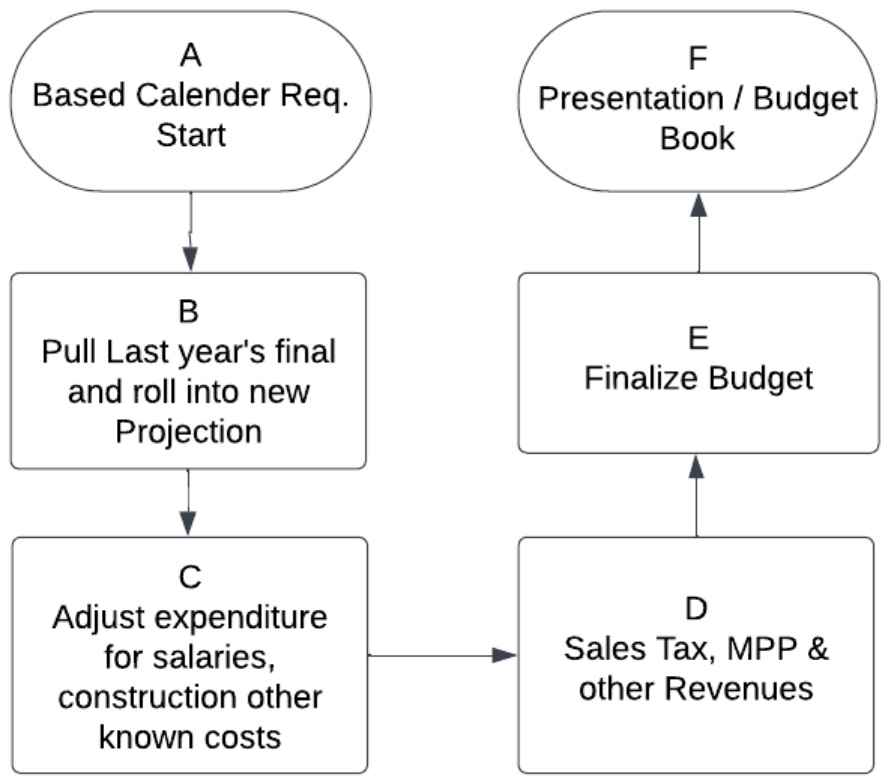 A
Based Calender Req.
Start
B
Pull Last year's final
and roll into new
Projection
C
Adjust expenditure
for salaries,
construction other
known costs
D
Sales Tax, MPP &
other Revenues
E
Finalize Budget
F
Presentation / Budget
Book